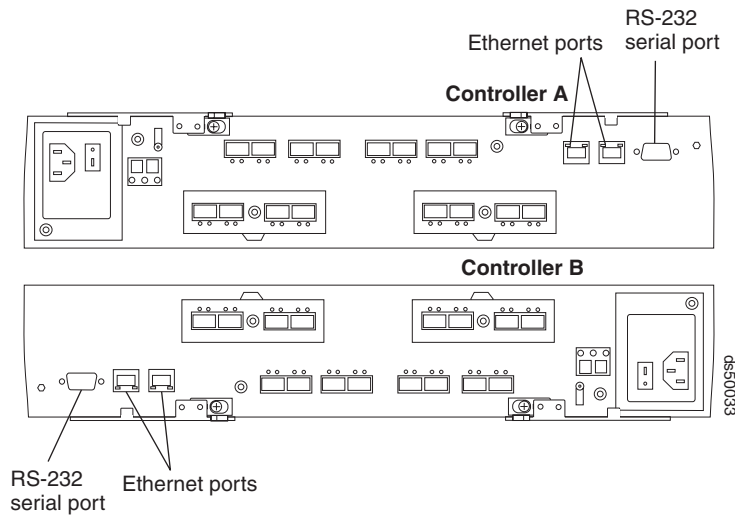 RS-232
serial port
Ethernet ports
Controller A
Controller B
ds50033
RS-232
serial port
Ethernet ports